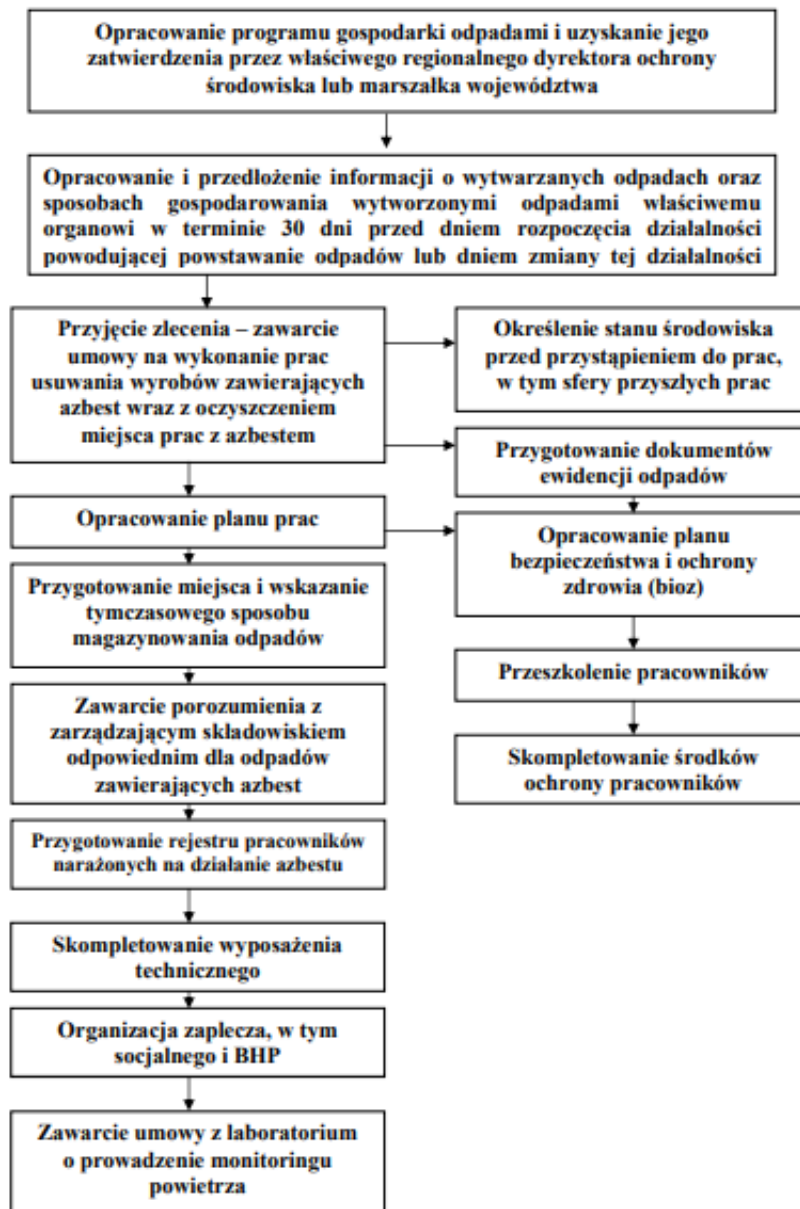 Opracowanie programu gospodarki odpadami i uzyskanie jego
zatwierdzenia przez właściwego regionalnego dyrektora ochrony
środowiska lub marszałka województwa
Opracowanie i przedłożenie informacji o wytwarzanych odpadach oraz
sposobach gospodarowania wytworzonymi odpadami właściwemu
organowi w terminie 30 dni przed dniem rozpoczęcia działalności
powodującej powstawanie odpadów lub dniem zmiany tej działalności
Przyjęcie zlecenia – zawarcie
umowy na wykonanie prac
usuwania wyrobów zawierających
azbest wraz z oczyszczeniem
miejsca prac z azbestem
Określenie stanu środowiska
przed przystąpieniem do prac,
w tym sfery przyszłych prac
Przygotowanie dokumentów
ewidencji odpadów
Opracowanie planu prac
Opracowanie planu
bezpieczeństwa i ochrony
zdrowia (bioz)
Przygotowanie miejsca i wskazanie
tymczasowego sposobu
magazynowania odpadów
Przeszkolenie pracowników
Zawarcie porozumienia z
zarządzającym składowiskiem
odpowiednim dla odpadów
zawierających azbest
Skompletowanie środków
ochrony pracowników
Przygotowanie rejestru pracowników
narażonych na działanie azbestu
Skompletowanie wyposażenia
technicznego
Organizacja zaplecza, w tym
socjalnego i BHP
Zawarcie umowy z laboratorium
o prowadzenie monitoringu
powietrza